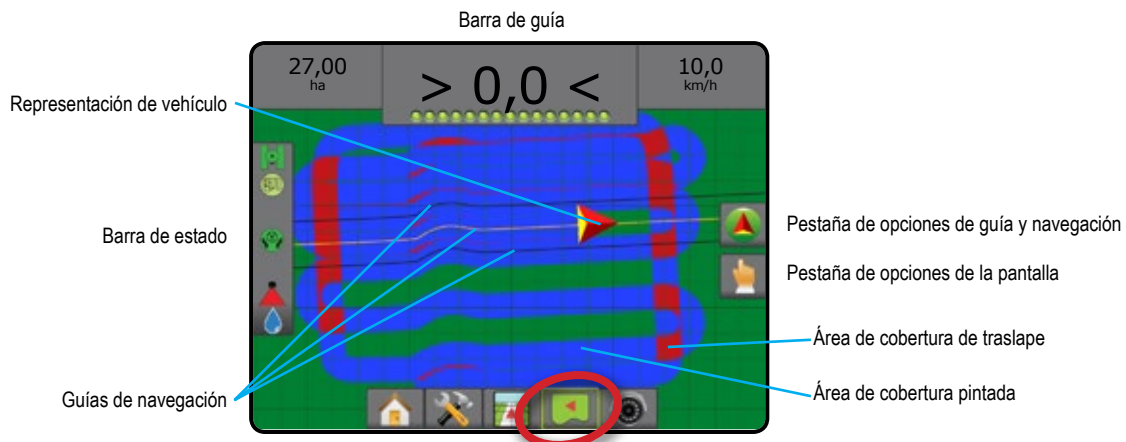 Barra de guía
27,00
ha
> 0,0 <
10,0
km/h
Representación de vehículo
Barra de estado
Guías de navegación
Pestaña de opciones de guía y navegación
Pestaña de opciones de la pantalla
Área de cobertura de traslape
Área de cobertura pintada